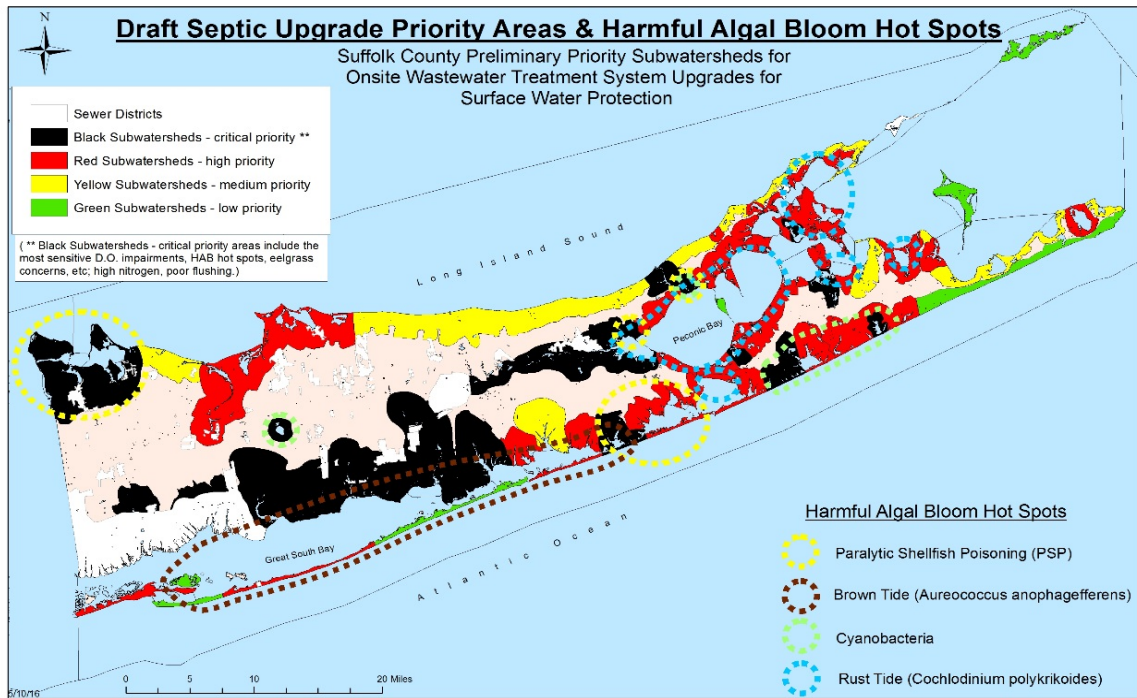 Draft Septic Upgrade Priority Areas & Harmful Algal Bloom Hot Spots
Suffolk County Preliminary Priority Subwatersheds for
Onsite Wastewater Treatment System Upgrades for
Surface Water Protection
N
Sewer Districts
Black Subwatersheds - critical priority **
Red Subwatersheds - high priority
Yellow Subwatersheds - medium priority
Green Subwatersheds - low priority
( ** Black Subwatersheds - critical priority areas include the
most sensitive D.O. impairments, HAB hot spots, eelgrass
concerns, etc; high nitrogen, poor flushing.)
Long Island Sound
Peconic Bay
Great South Bay
Atlantic Ocean
Harmful Algal Bloom Hot Spots
Paralytic Shellfish Poisoning (PSP)
Brown Tide (Aureococcus anophagefferens)
Cyanobacteria
Rust Tide (Cochlodinium polykrikoides)
0 5 10 20 Miles
5/10/16